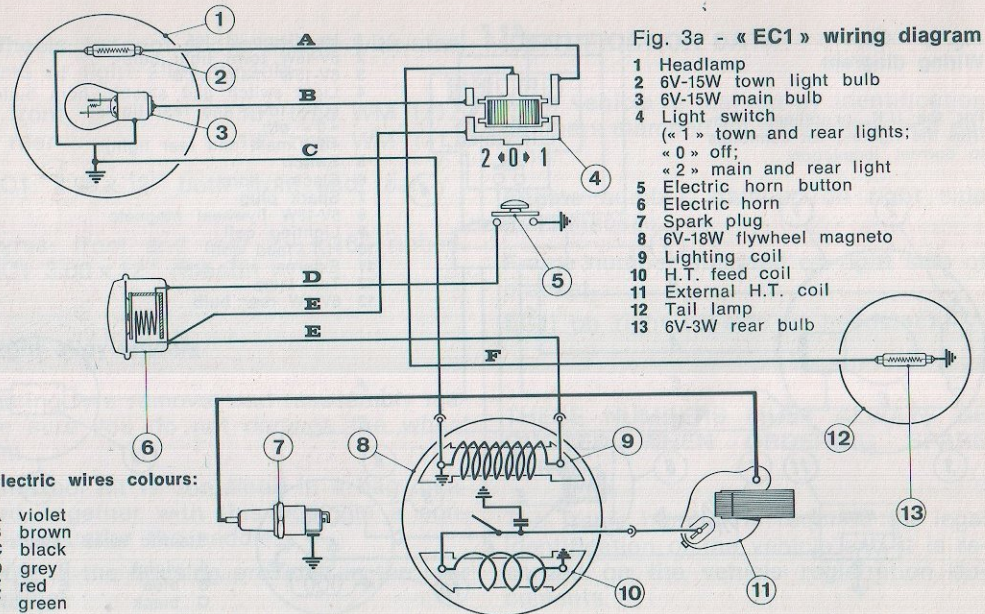 Fig. 3a - « EC1 » wiring diagram
1 Headlamp
2 6V-15W town light bulb
3 6V-15W main bulb
4 Light switch
(« 1 » town and rear lights;
« 0 » off;
« 2 » main and rear light
5 Electric horn button
6 Electric horn
7 Spark plug
8 6V-18W flywheel magneto
9 Lighting coil
10 H.T. feed coil
11 External H.T. coil
12 Tail lamp
13 6V-3W rear bulb
1
A
2
B
3
C
2 «0» 1
4
D
5
E
E
F
6
7
8
9
10
11
12
13
lectric wires colours:
violet
brown
black
grey
red
green